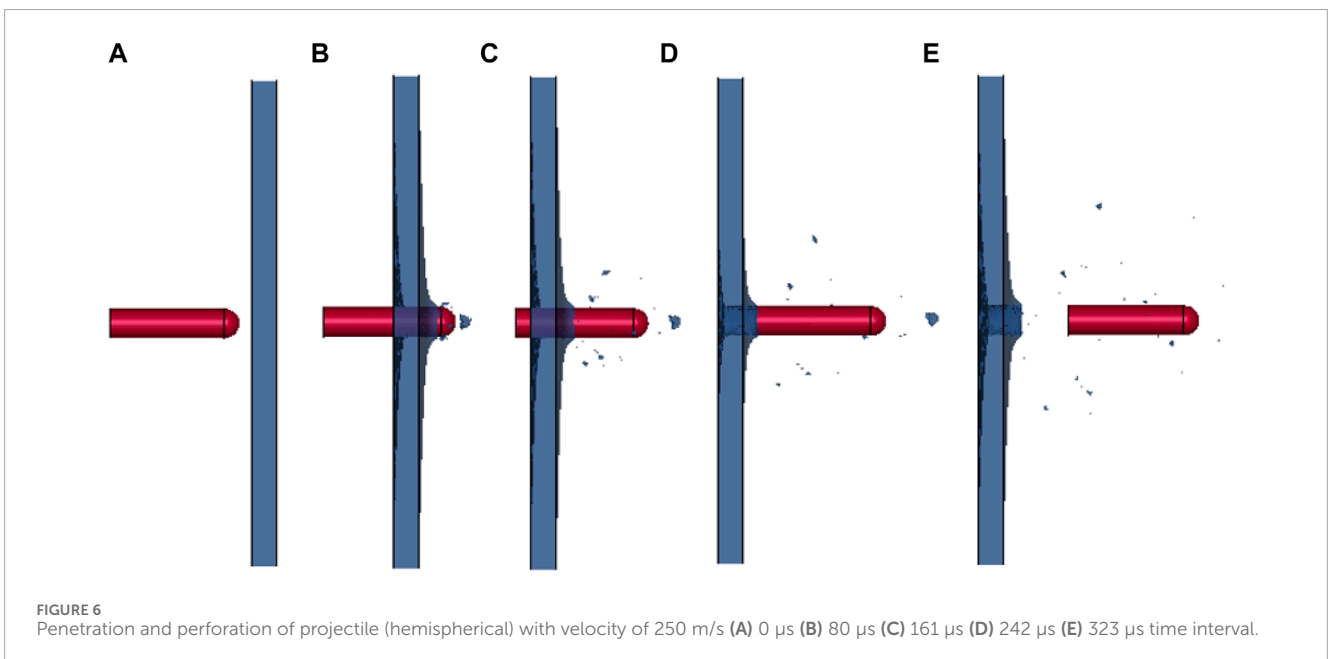 A B C D E
FIGURE 6
Penetration and perforation of projectile (hemispherical) with velocity of 250 m/s (A) 0 μs (B) 80 μs (C) 161 μs (D) 242 μs (E) 323 μs time interval.